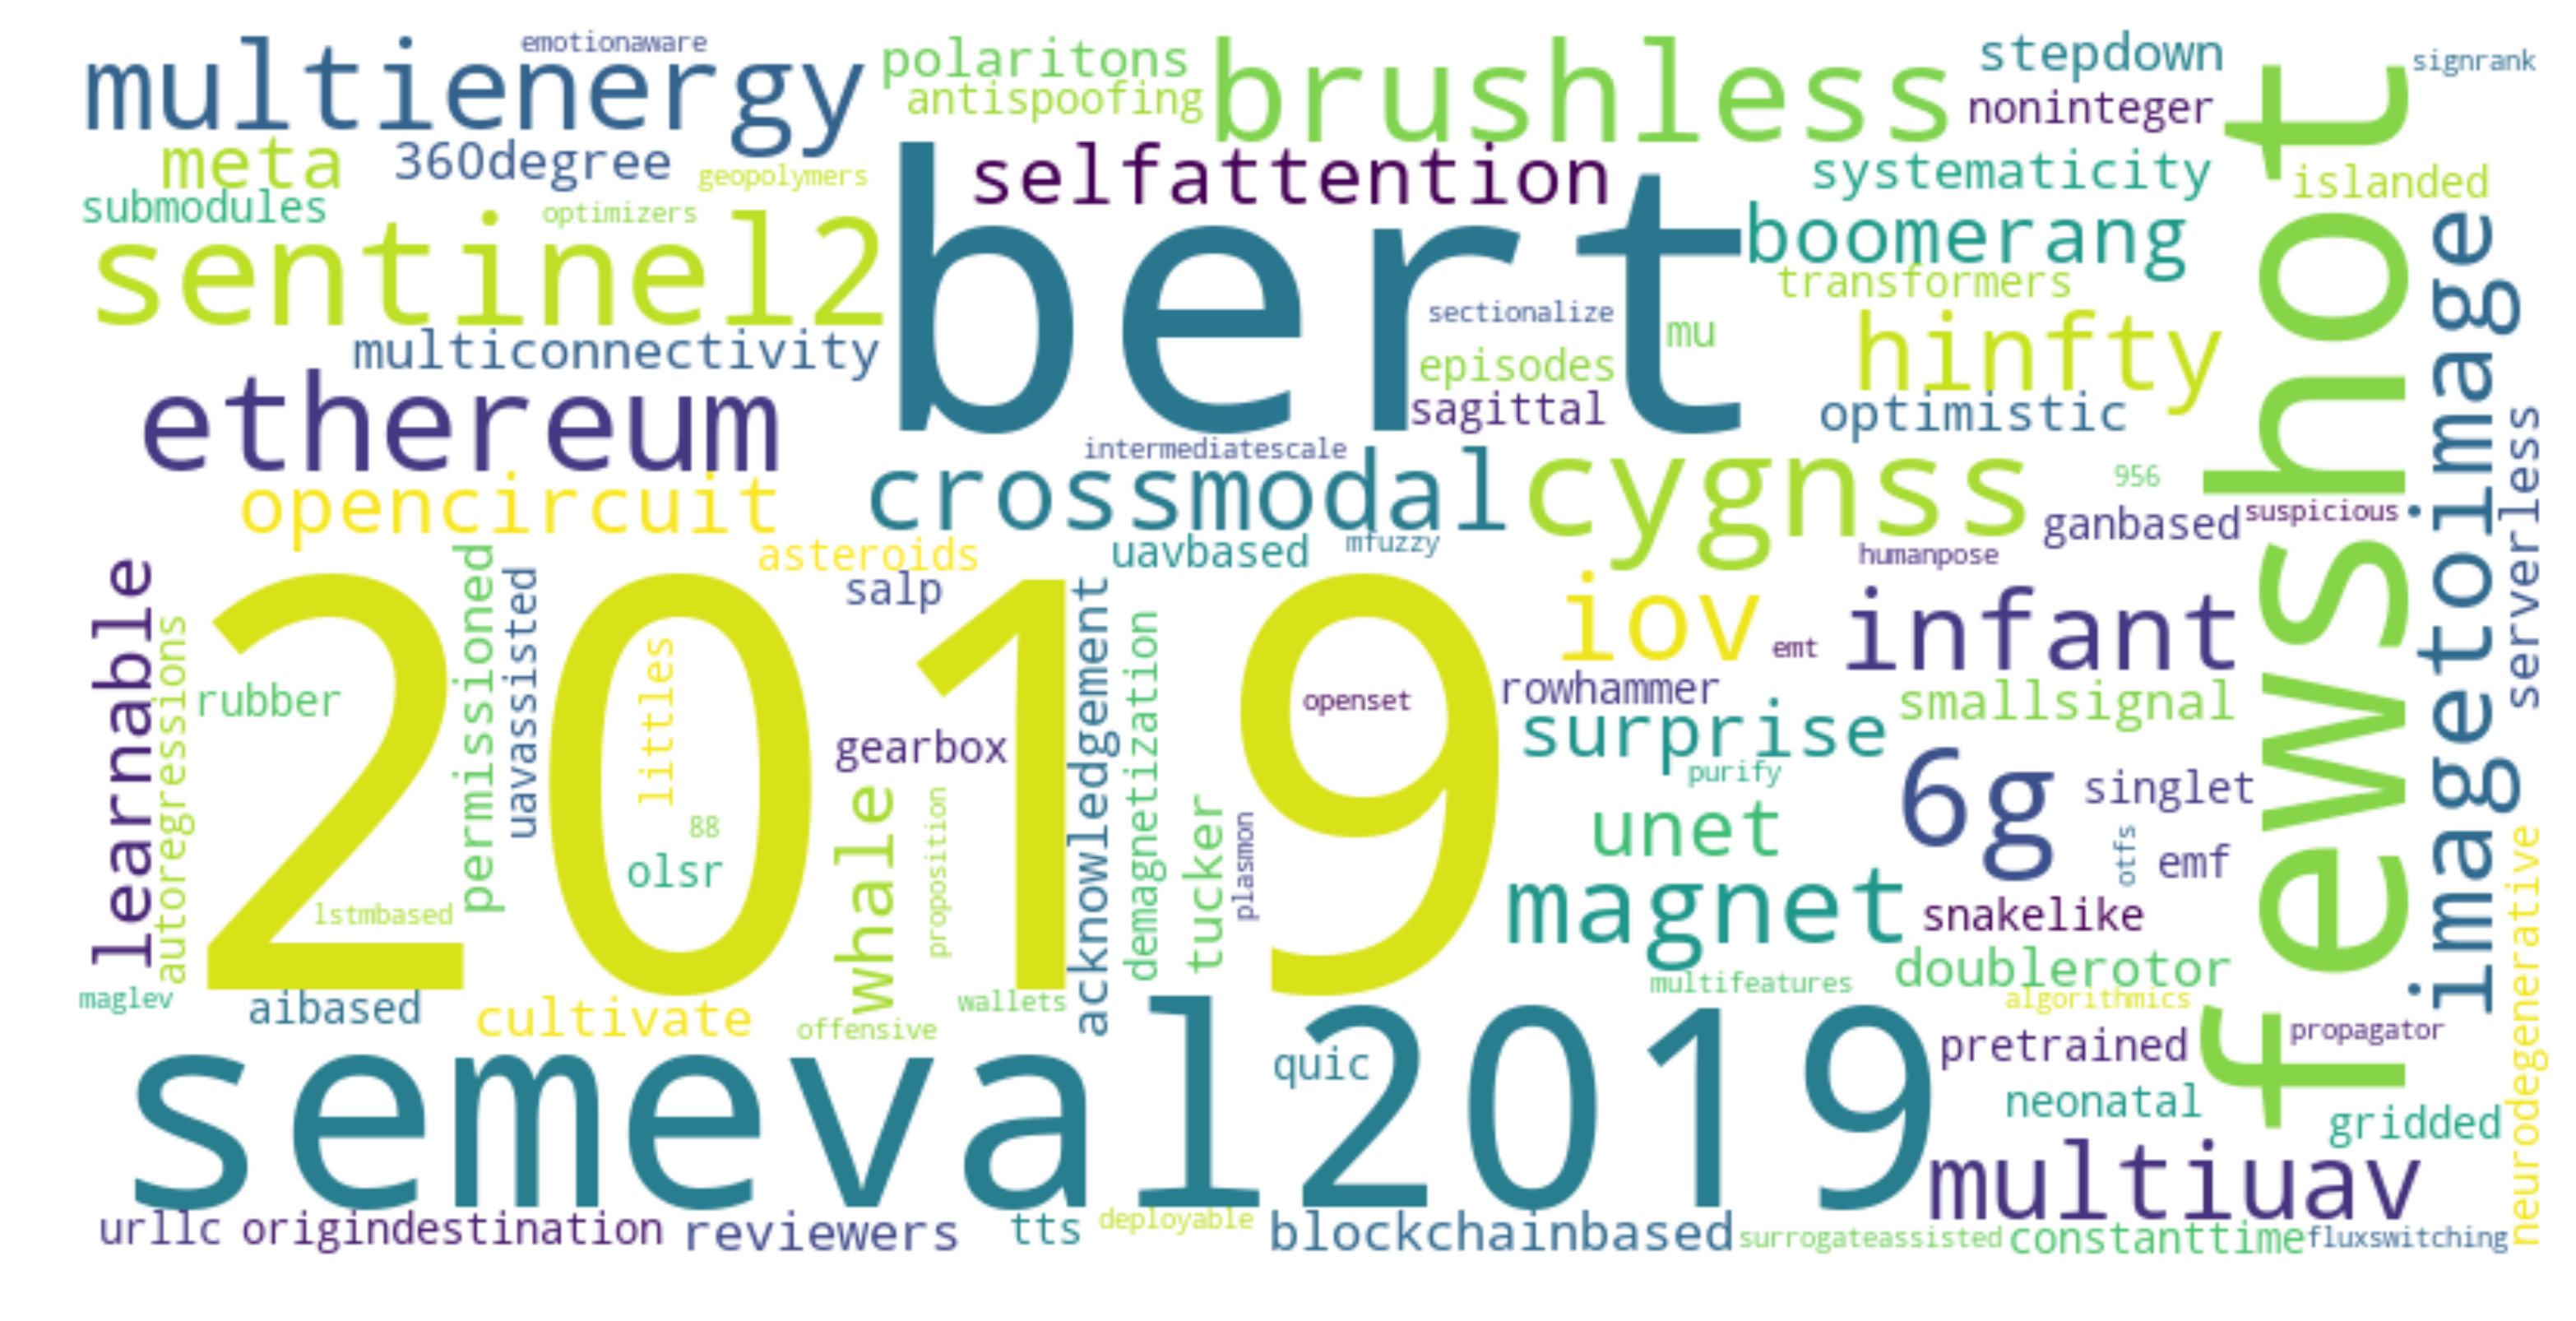 emotionaware
multienergy
polaritons
antispoofing
brushless
stepdown
signrank
noninteger
meta
360degree
geopolymers
selfattention
systematicity
islanded
submodules
optimizers
sentinel2
bert
boomerang
transformers
fewshot
imagetoimage
multiconnectivity
sectionalize
mu
hinfty
episodes
ethereum
sagittal
optimistic
intermediatescale
serverless
opencircuit
crossmodal
cygnss
956
ganbased
suspicious
asteroids
uavbased
mfuzzy
humanpose
learnable
autoregressions
permissioned
uavassisted
salp
2019
acknowledgement
demagnetization
iov
emt
infant
rubber
littles
openset
rowhammer
smallsignal
gearbox
surprise
purify
6g
singlet
88
whale
proposition
tucker
plasmon
unet
otfs
emf
olsr
magnet
snakelike
lstmbased
doublerotor
neurodegenerative
maglev
aibased
cultivate
offensive
wallets
multifeatures
algorithmics
semeval2019
quic
pretrained
propagator
neonatal
gridded
multiuav
urllc
origindestination
reviewers
tts
deployable
blockchainbased
surrogateassisted
constanttime
fluxswitching